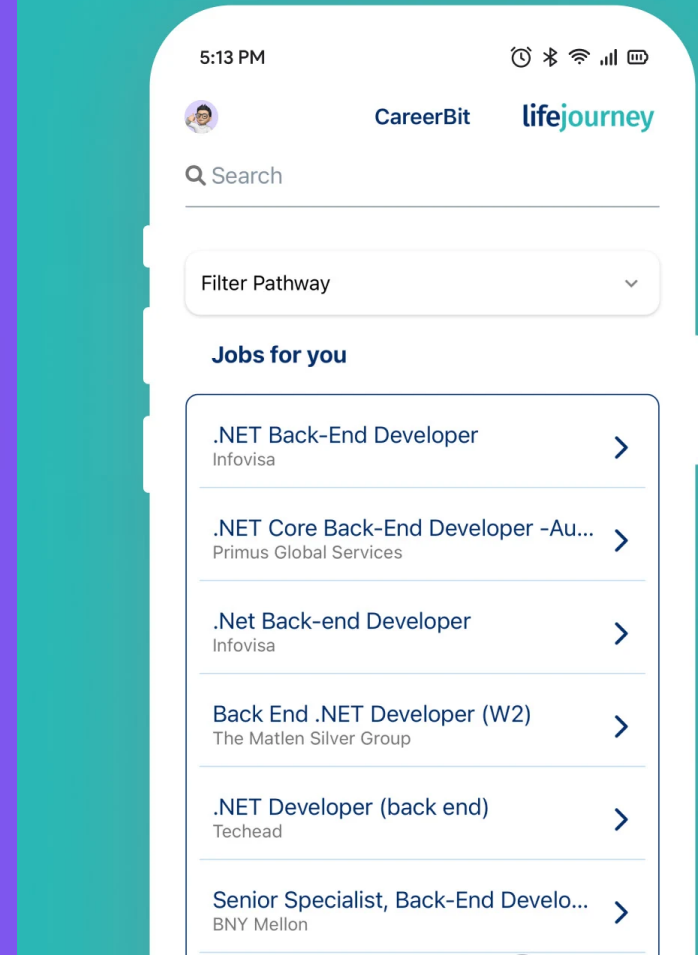 5:13 PM
CareerBit
lifejourney
Search
Filter Pathway
Jobs for you
.NET Back-End Developer
Infovisa
.NET Core Back-End Developer -Au...
Primus Global Services
.Net Back-end Developer
Infovisa
Back End .NET Developer (W2)
The Matlen Silver Group
.NET Developer (back end)
Techead
Senior Specialist, Back-End Develo...
BNY Mellon